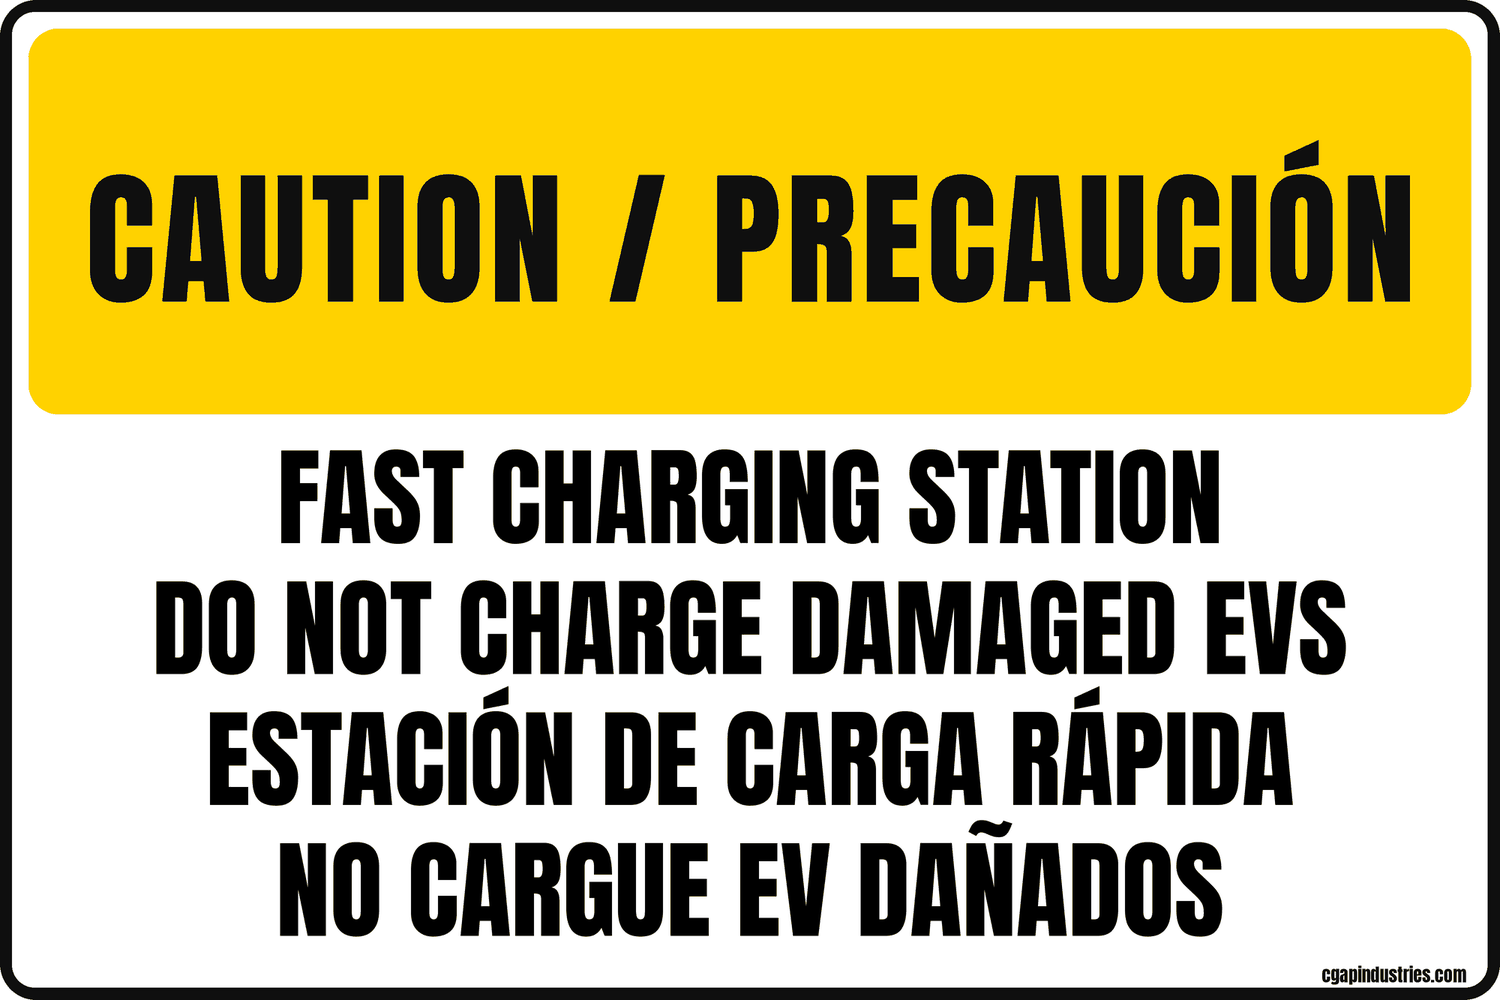 CAUTION / PRECAUCIÓN
FAST CHARGING STATION
DO NOT CHARGE DAMAGED EVS
ESTACIÓN DE CARGA RÁPIDA
NO CARGUE EV DAÑADOS
cgapindustries.com